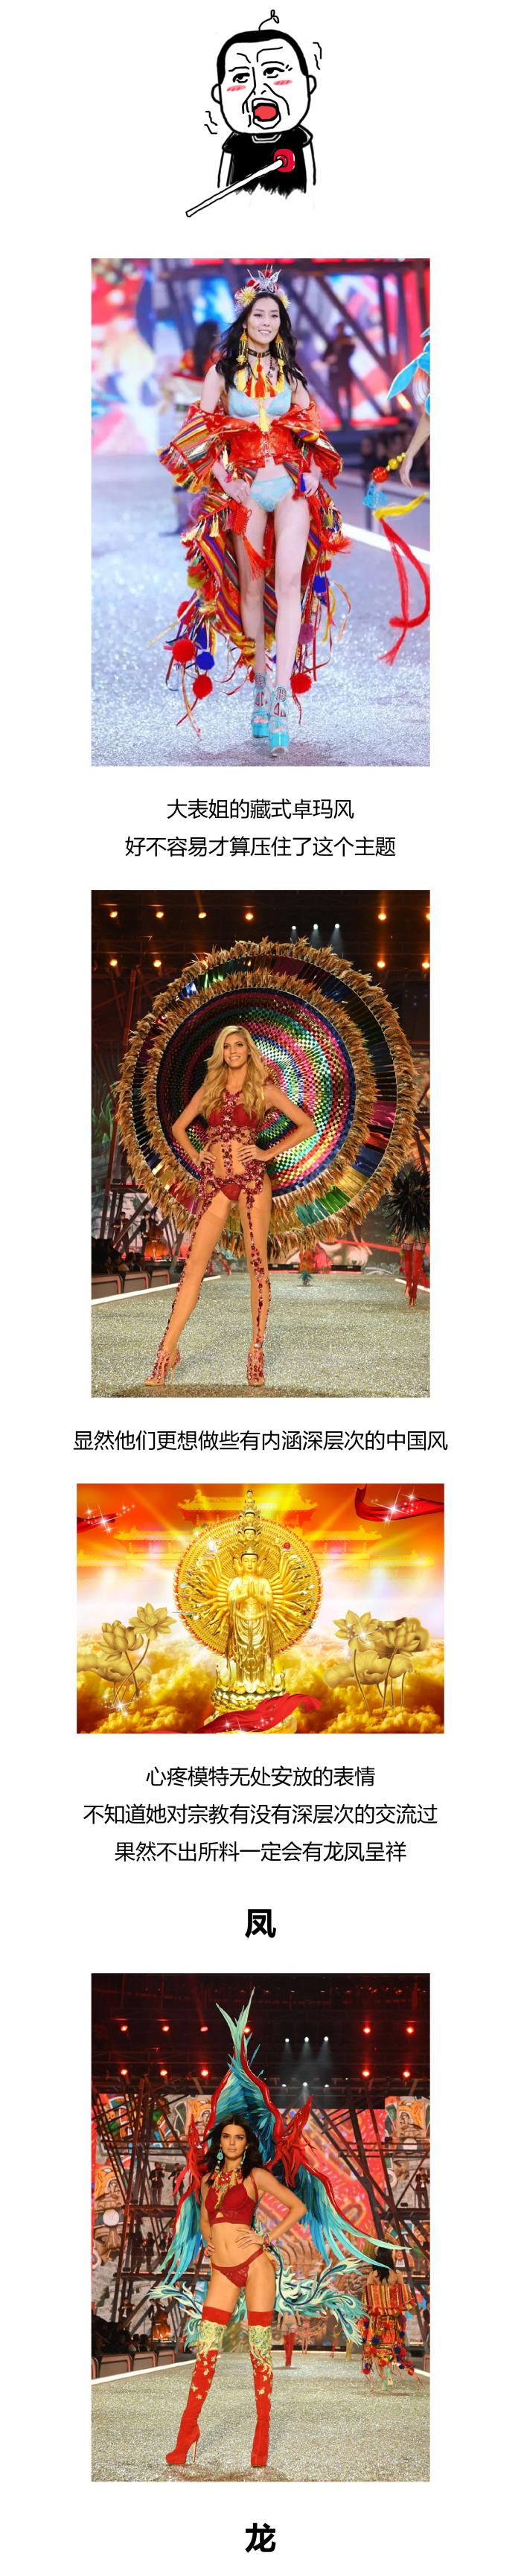 大表姐的藏式卓玛风
好不容易才算压住了这个主题
显然他们更想做些有内涵深层次的中国风
心疼模特无处安放的表情
不知道她对宗教有没有深层次的交流过
果然不出所料一定会有龙凤呈祥
凤
龙